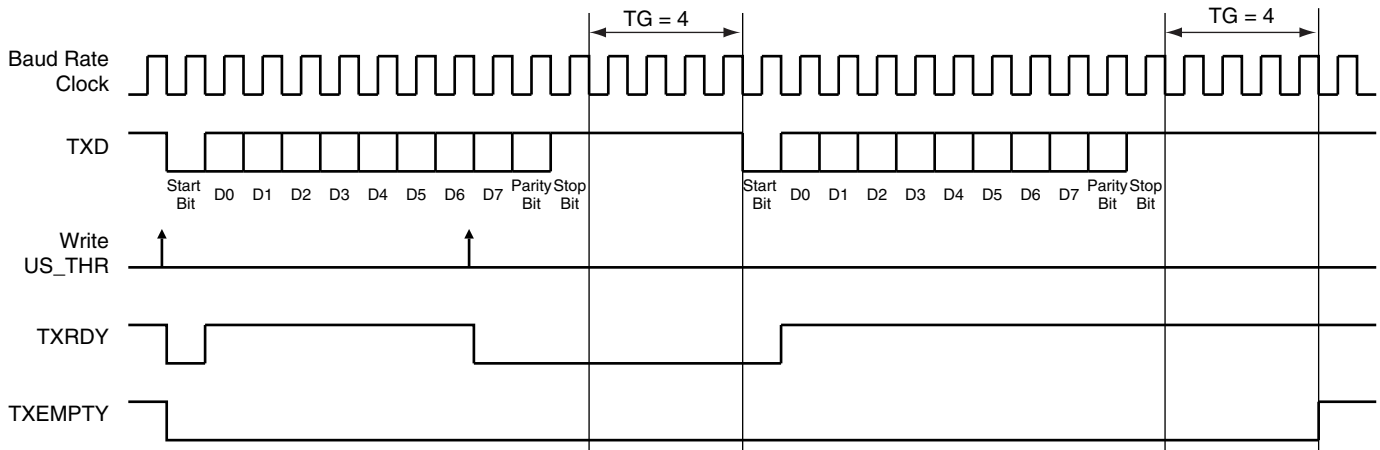 TG = 4
TG = 4
Baud Rate
Clock
TXD
Start
Bit
D0
D1
D2
D3
D4
D5
D6
D7
Parity
Bit
Stop
Bit
Start
Bit
D0
D1
D2
D3
D4
D5
D6
D7
Parity
Bit
Stop
Bit
Write
US_THR
TXRDY
TXEMPTY